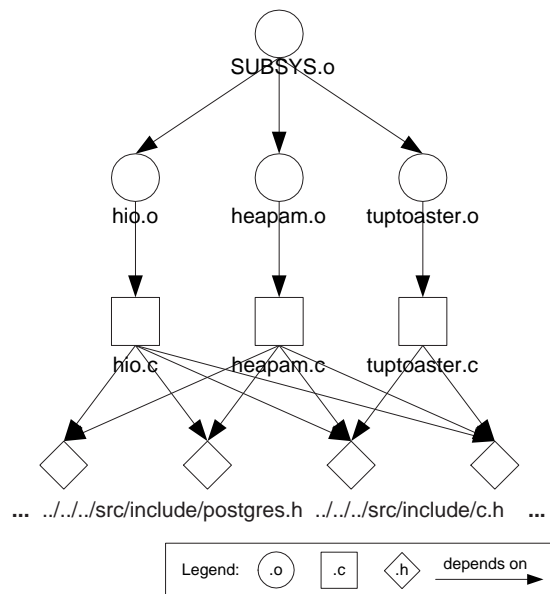 SUBSYS.o
hio.o heapam.o tuptoaster.o
hio.c heapam.c tuptoaster.c
... ../../../src/include/postgres.h ../../../src/include/c.h ...
Legend: .o .c .h depends on